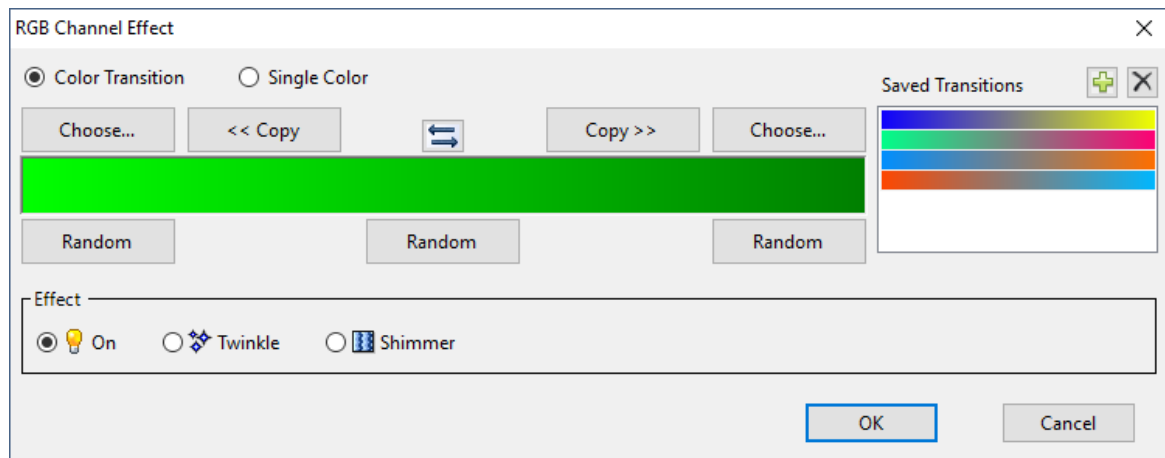 RGB Channel Effect
Color Transition Single Color
Saved Transitions
Choose... << Copy Copy >> Choose...
Random Random Random
Effect
On Twinkle Shimmer
OK Cancel